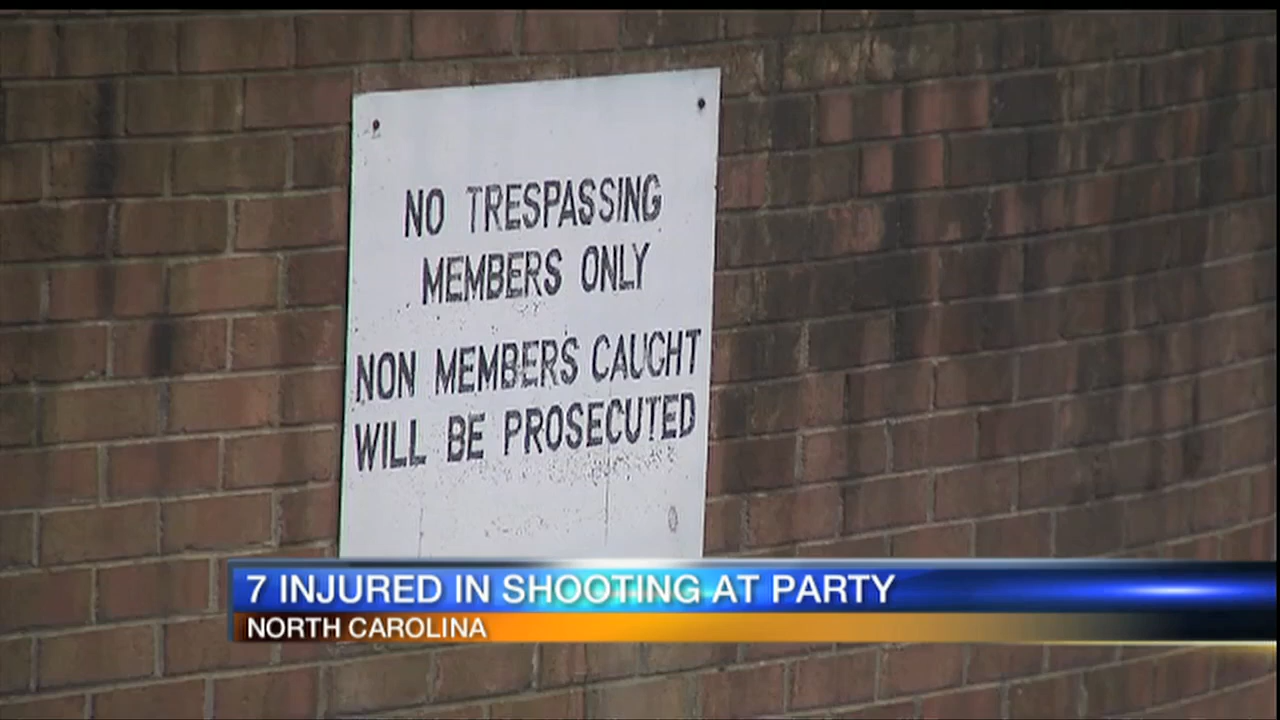 NO TRESPASSING
MEMBERS ONLY
NON MEMBERS CAUGHT
WILL BE PROSECUTED
7 INJURED IN SHOOTING AT PARTY
NORTH CAROLINA